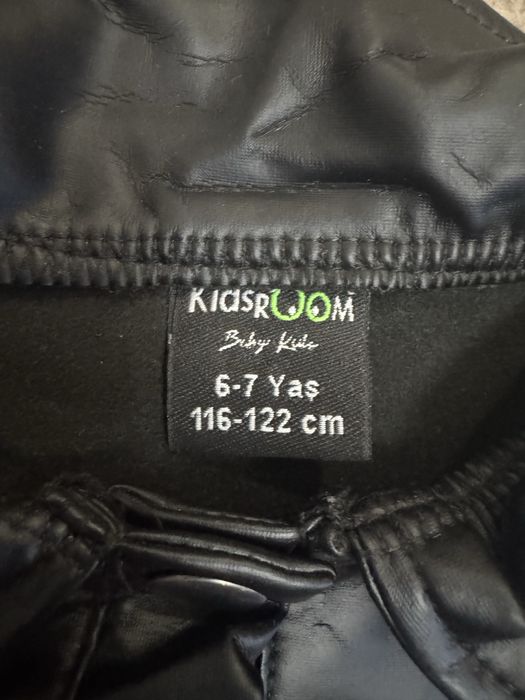 KidsROOM
Baby Kids
6-7 Yaş
116-122 cm